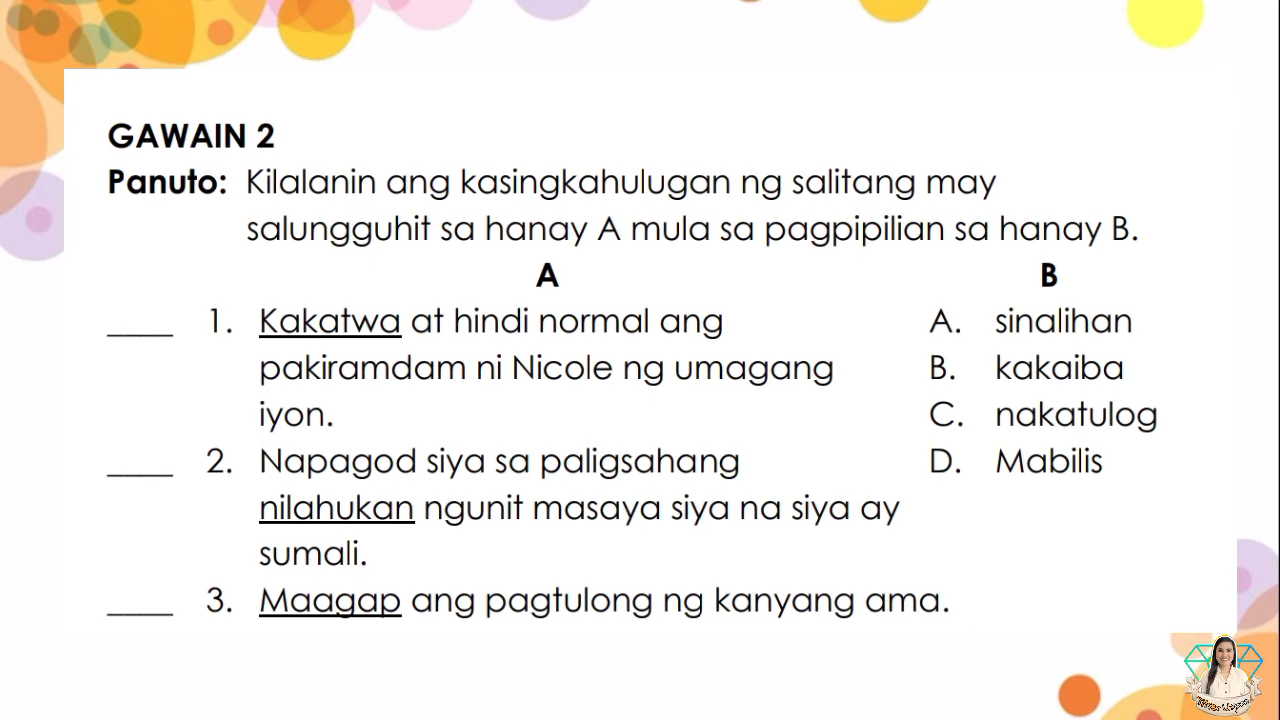 GAWAIN 2
Panuto: Kilalanin ang kasingkahulugan ng salitang may
salungguhit sa hanay A mula sa pagpipilian sa hanay B.
A B
____ 1. Kakatwa at hindi normal ang A. sinalihan
pakiramdam ni Nicole ng umagang B. kakaiba
iyon. C. nakatulog
____ 2. Napagod siya sa paligsahang D. Mabilis
nilahukan ngunit masaya siya na siya ay
sumali.
____ 3. Maagap ang pagtulong ng kanyang ama.